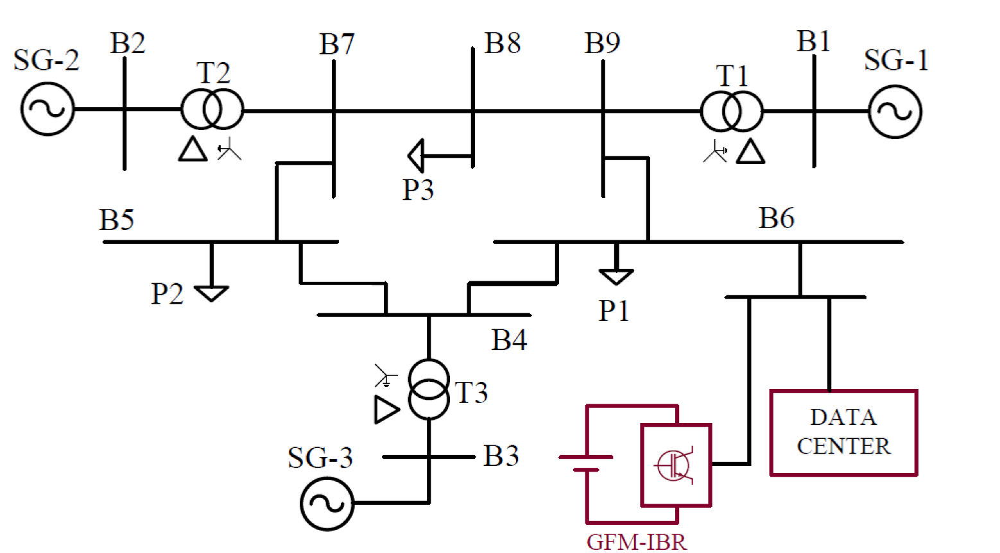 B2
B7
B8
B9
B1
SG-2
T2
T1
SG-1
P3
B5
B6
P2
P1
B4
T3
SG-3
B3
DATA
CENTER
GFM-IBR